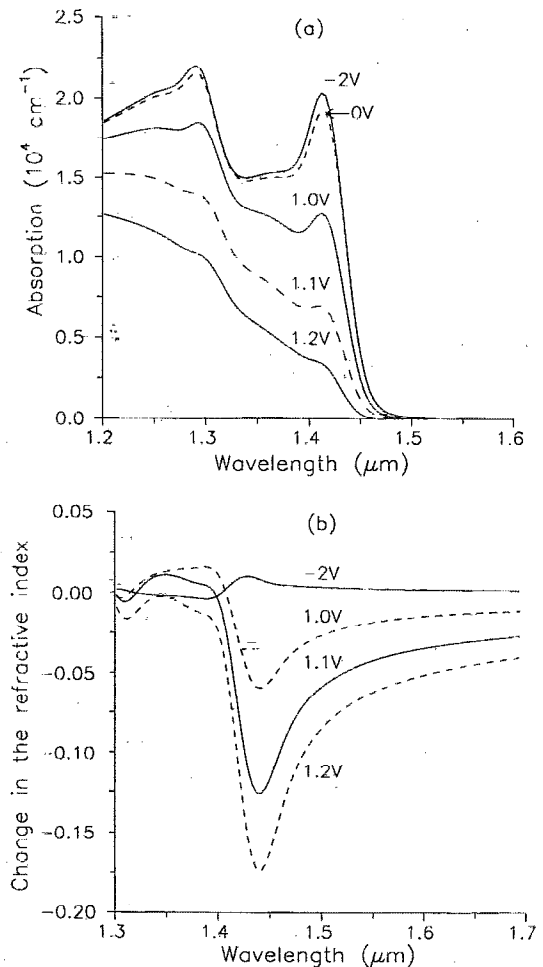 (a)
Absorption (10⁴ cm⁻¹)
2.5
2.0
1.5
1.0
0.5
0.0
-2V
0V
1.0V
1.1V
1.2V
1.2
1.3
1.4
1.5
1.6
Wavelength (μm)
(b)
Change in the refractive index
0.05
0.00
-0.05
-0.10
-0.15
-0.20
-2V
1.0V
1.1V
1.2V
1.3
1.4
1.5
1.6
1.7
Wavelength (μm)